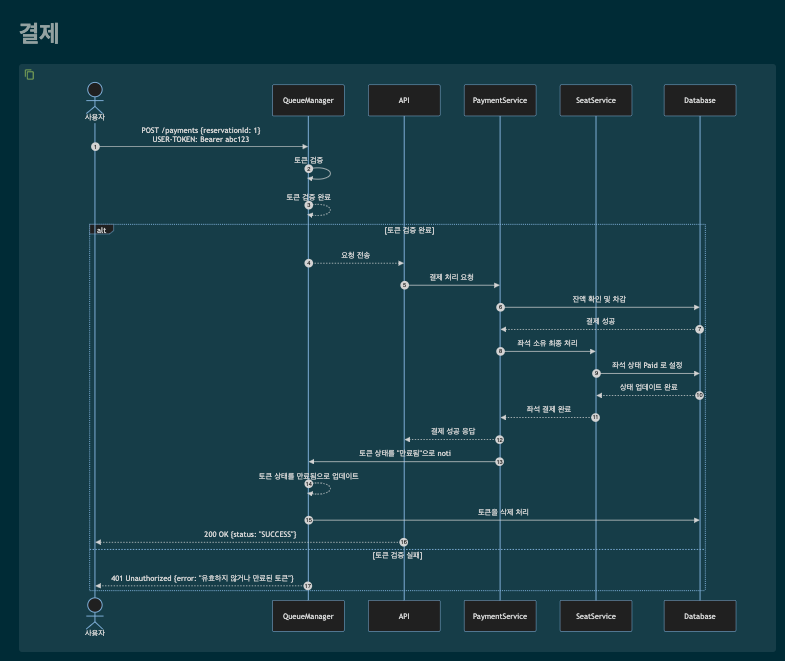 결제
사용자
QueueManager
API
PaymentService
SeatService
Database
POST /payments {reservationId: 1}
USER-TOKEN: Bearer abc123
1
토큰 검증
2
토큰 검증 완료
3
alt
[토큰 검증 완료]
요청 전송
4
결제 처리 요청
5
잔액 확인 및 차감
6
결제 성공
7
좌석 소유 최종 처리
8
좌석 상태 Paid 로 설정
9
상태 업데이트 완료
10
좌석 결제 완료
11
결제 성공 응답
12
토큰 상태를 "만료됨"으로 noti
13
토큰 상태를 만료됨으로 업데이트
14
토큰을 삭제 처리
15
200 OK {status: "SUCCESS"}
16
[토큰 검증 실패]
401 Unauthorized {error: "유효하지 않거나 만료된 토큰"}
17
사용자
QueueManager
API
PaymentService
SeatService
Database